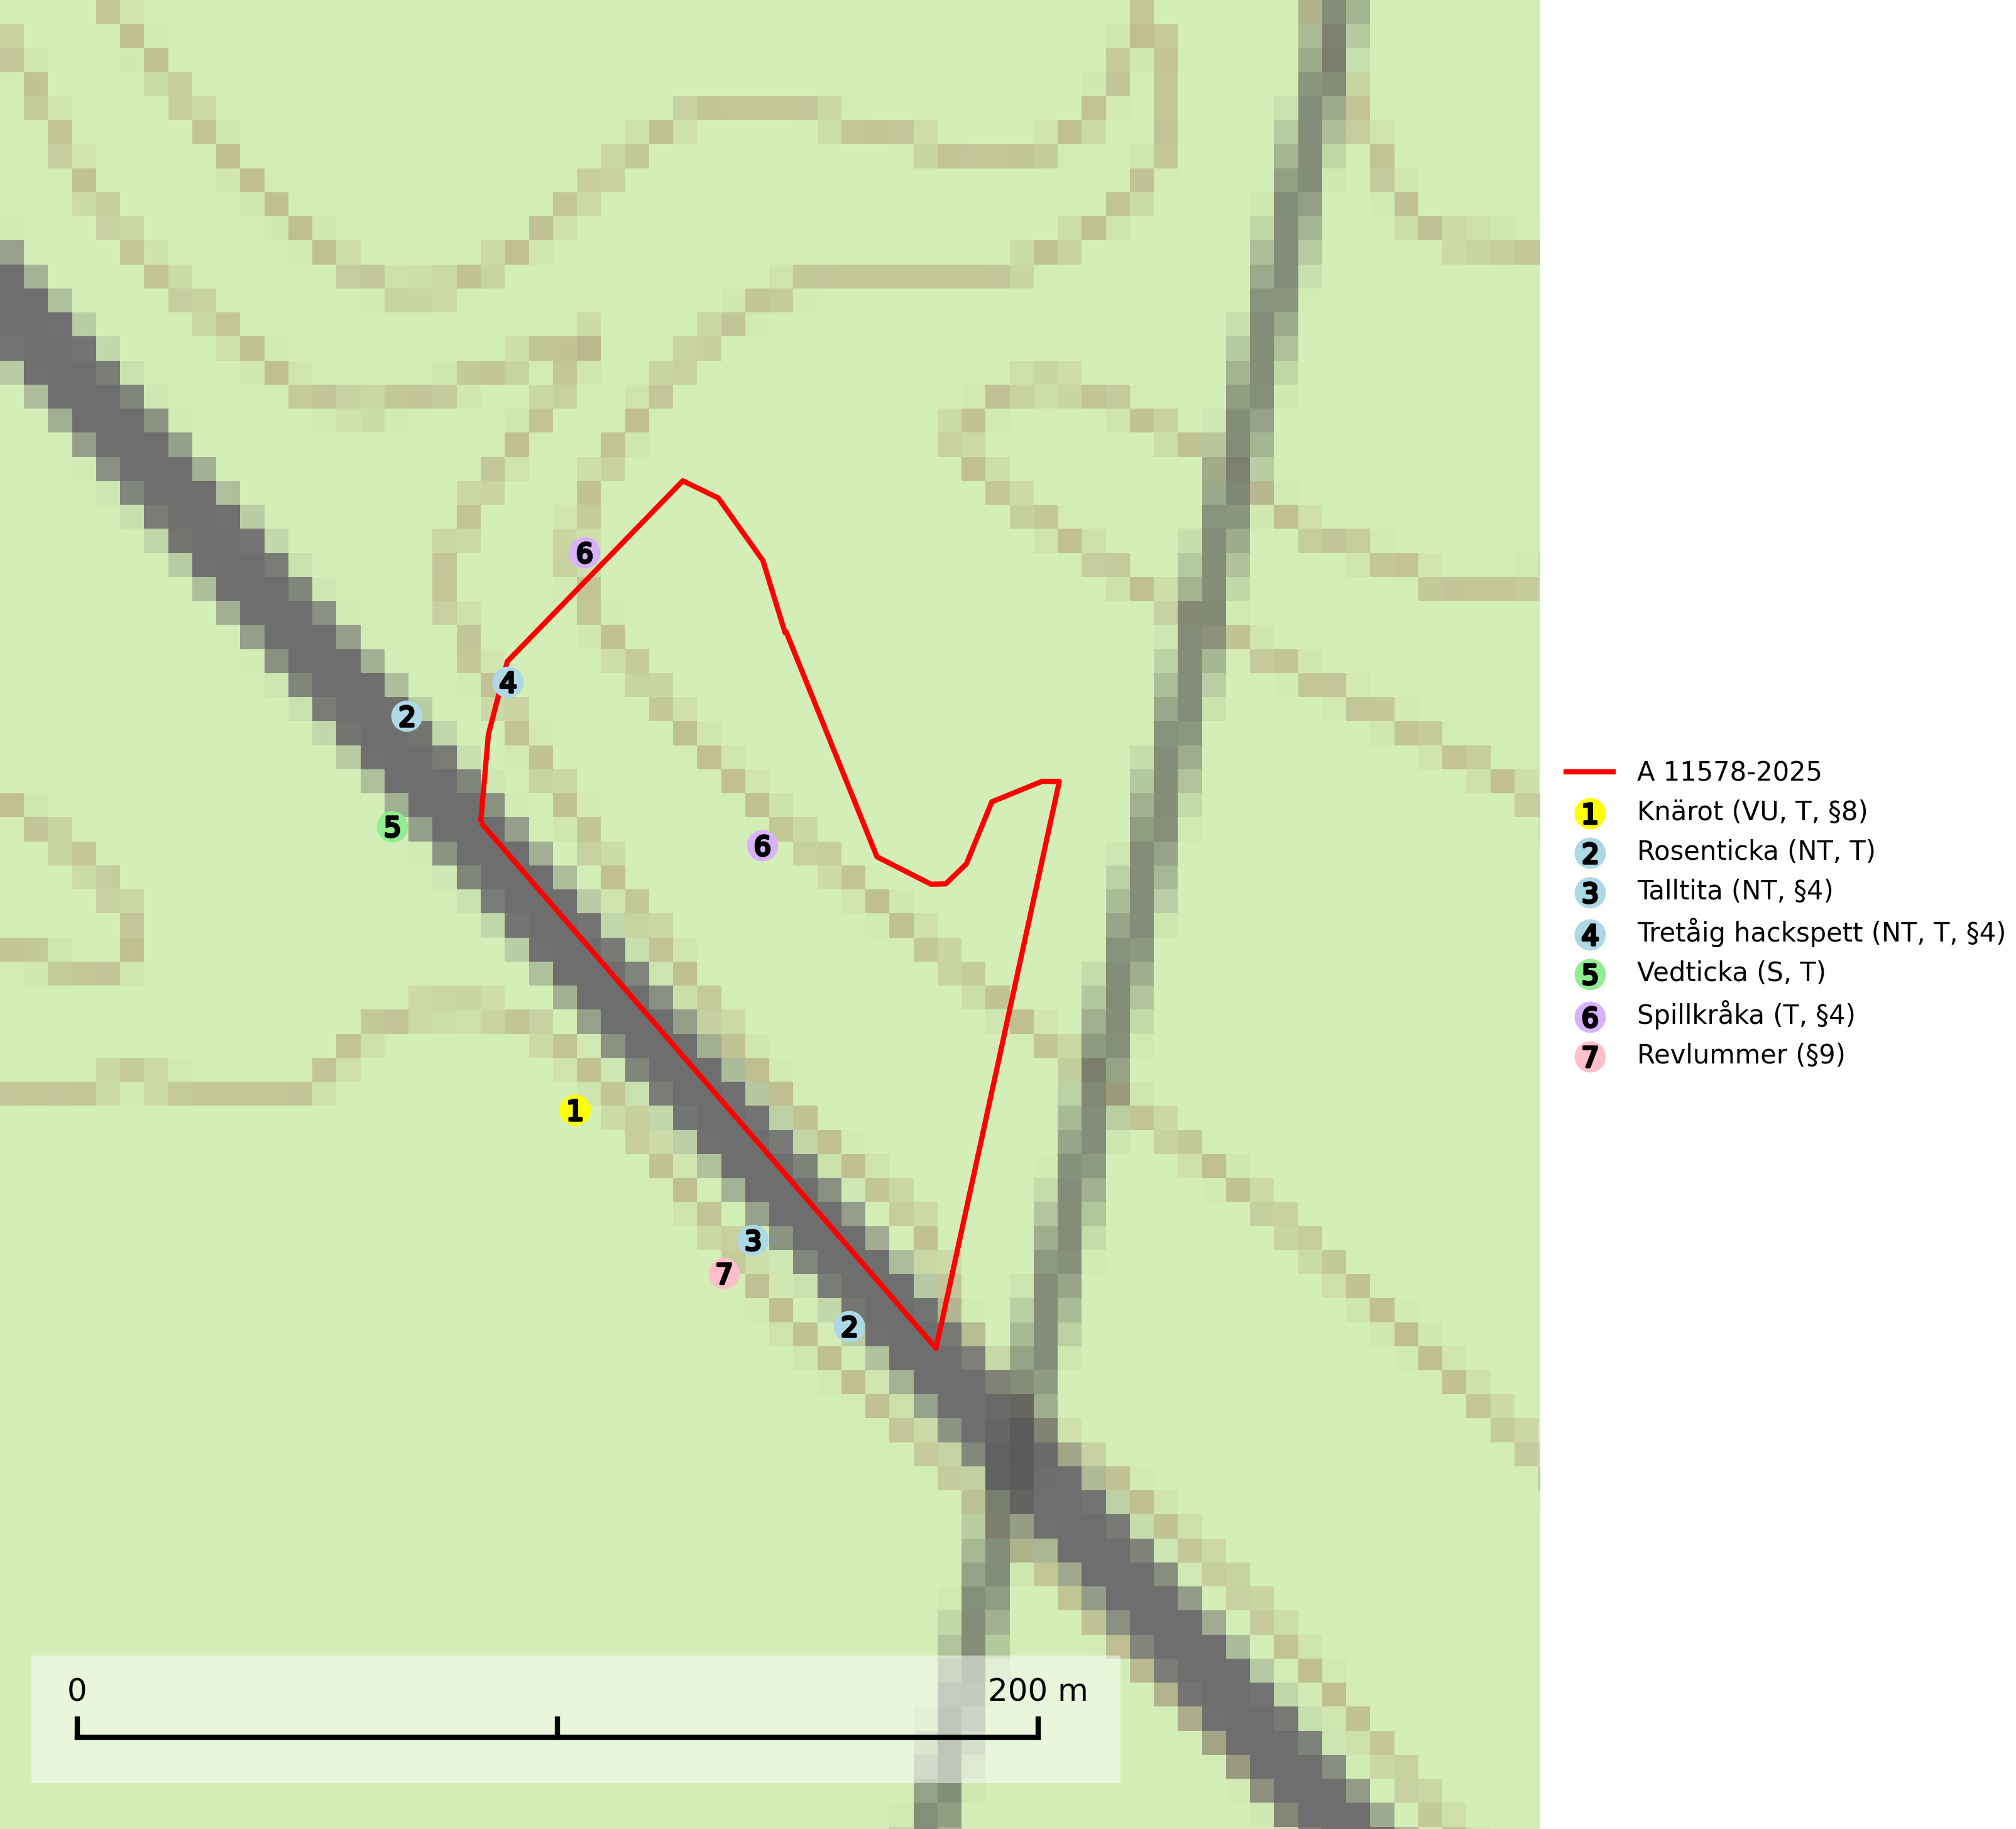 6
4
2
5
6
1
3
7
2
0
200 m
A 11578-2025
1 Knärot (VU, T, §8)
2 Rosenticka (NT, T)
3 Talltita (NT, §4)
4 Tretåig hackspett (NT, T, §4)
5 Vedticka (S, T)
6 Spillkråka (T, §4)
7 Revlummer (§9)